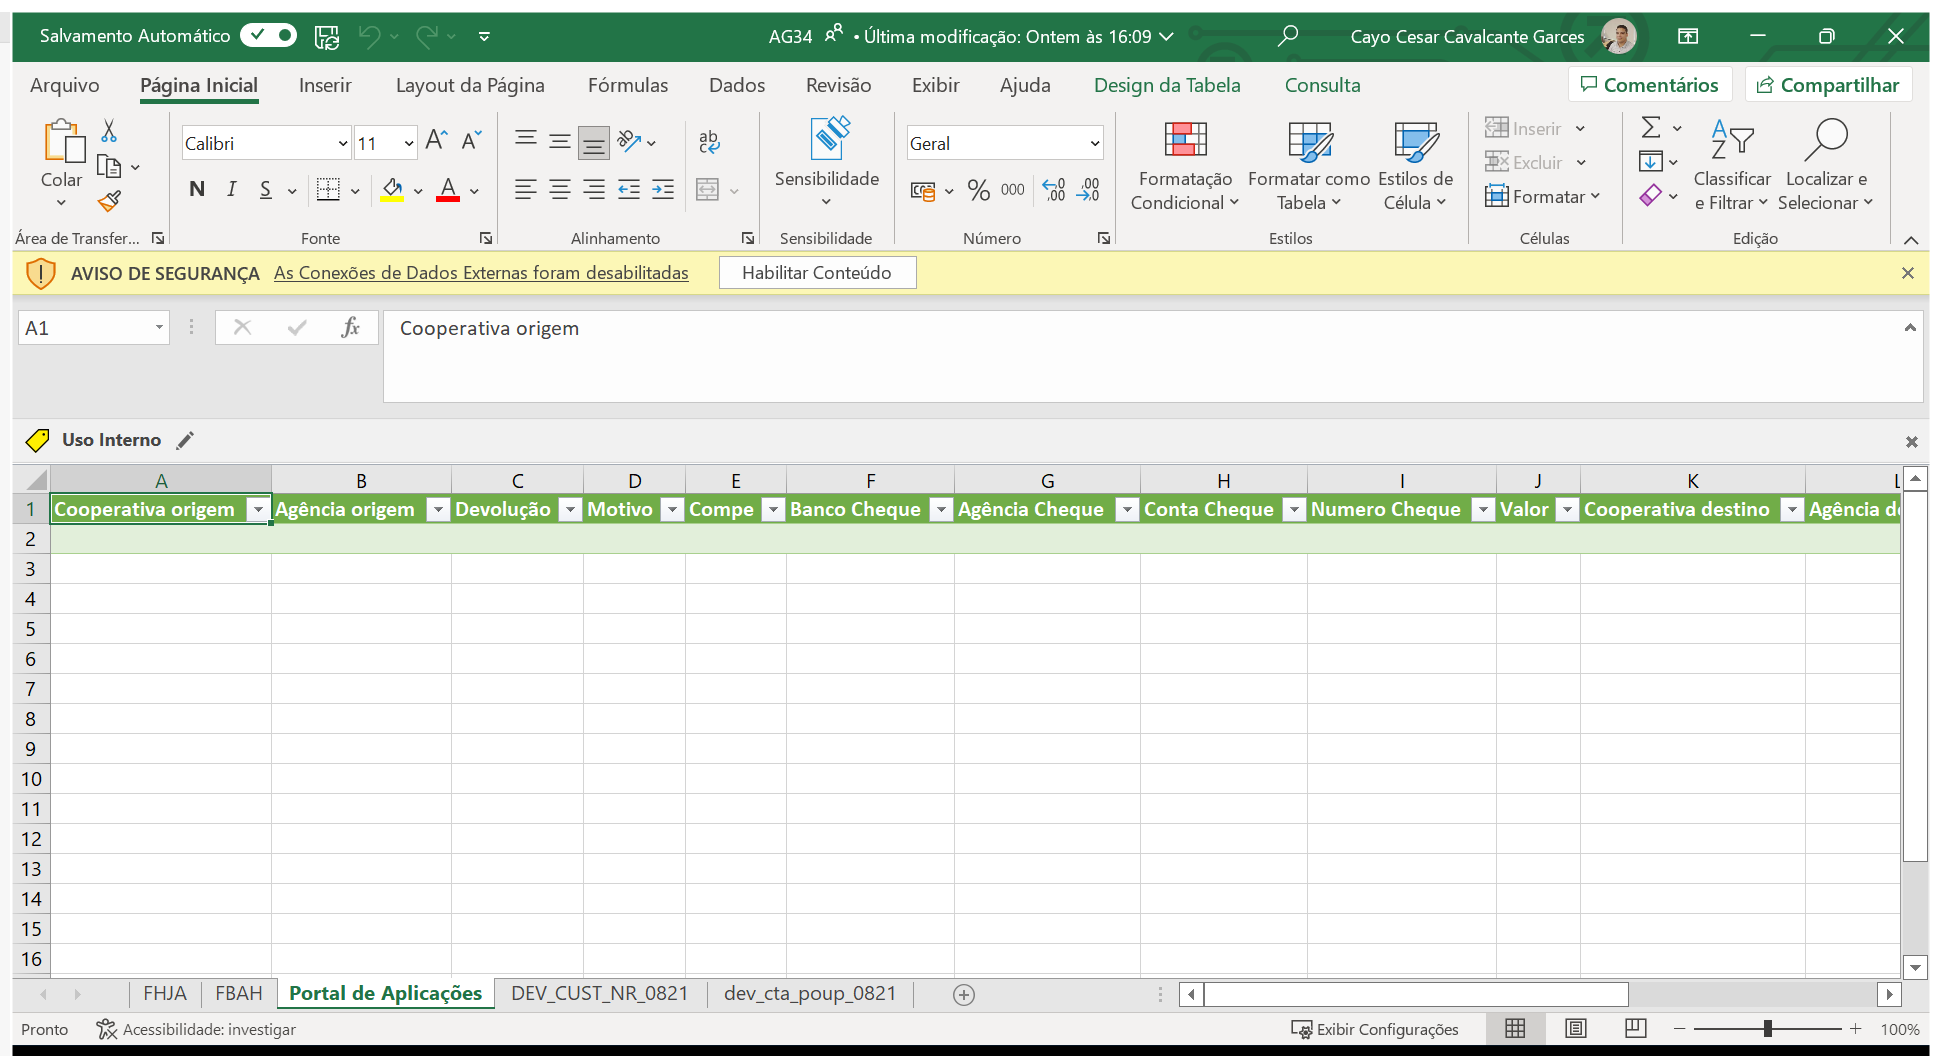 Salvamento Automático
AG34 • Última modificação: Ontem às 16:09
Cayo Cesar Cavalcante Garces
Arquivo Página Inicial Inserir Layout da Página Fórmulas Dados Revisão Exibir Ajuda Design da Tabela Consulta Comentários Compartilhar
Colar
Área de Transfer...
Calibri 11
N I S
Fonte
ab
Alinhamento
Sensibilidade
Sensibilidade
Geral
% 000 ,00 ,00
Número
Formatação Condicional
Formatar como Tabela
Estilos de Célula
Estilos
Inserir
Excluir
Formatar
Células
Classificar e Filtrar
Localizar e Selecionar
Edição
AVISO DE SEGURANÇA As Conexões de Dados Externas foram desabilitadas Habilitar Conteúdo
A1 fx Cooperativa origem
Uso Interno
A B C D E F G H I J K L
1 Cooperativa origem Agência origem Devolução Motivo Compe Banco Cheque Agência Cheque Conta Cheque Numero Cheque Valor Cooperativa destino Agência
2
3
4
5
6
7
8
9
10
11
12
13
14
15
16
FHJA FBAH Portal de Aplicações DEV_CUST_NR_0821 dev_cta_poup_0821
Pronto Acessibilidade: investigar Exibir Configurações 100%